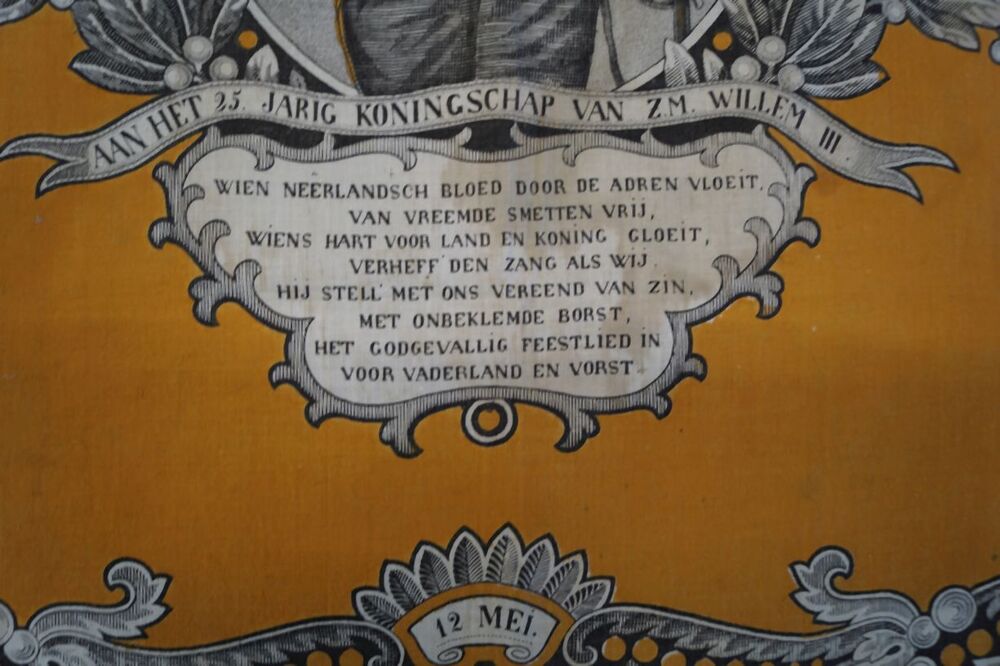 AAN HET 25. JARIG KONINGSCHAP VAN Z.M. WILLEM III.
WIEN NEÊRLANDSCH BLOED DOOR DE ADREN VLOEIT,
VAN VREEMDE SMETTEN VRIJ,
WIENS HART VOOR LAND EN KONING GLOEIT,
VERHEFF' DEN ZANG ALS WIJ.
HIJ STELL' MET ONS VEREEND VAN ZIN,
MET ONBEKLEMDE BORST,
HET GODGEVALLIG FEESTLIED IN
VOOR VADERLAND EN VORST.
12 MEI.